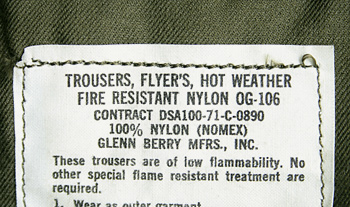 TROUSERS, FLYER'S, HOT WEATHER
FIRE RESISTANT NYLON OG-106
CONTRACT DSA100-71-C-0890
100% NYLON (NOMEX)
GLENN BERRY MFRS., INC.
These trousers are of low flammability. No
other special flame resistant treatment are
required.
1. Wear as outer garment